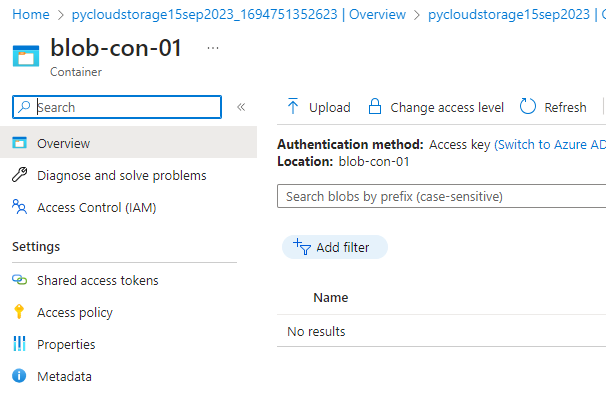 Home > pycloudstorage15sep2023_1694751352623 | Overview > pycloudstorage15sep2023 |
blob-con-01 ...
Container
Search «
Upload Change access level Refresh
Overview
Diagnose and solve problems
Access Control (IAM)
Settings
Shared access tokens
Access policy
Properties
Metadata
Authentication method: Access key (Switch to Azure AD
Location: blob-con-01
Search blobs by prefix (case-sensitive)
Add filter
Name
No results